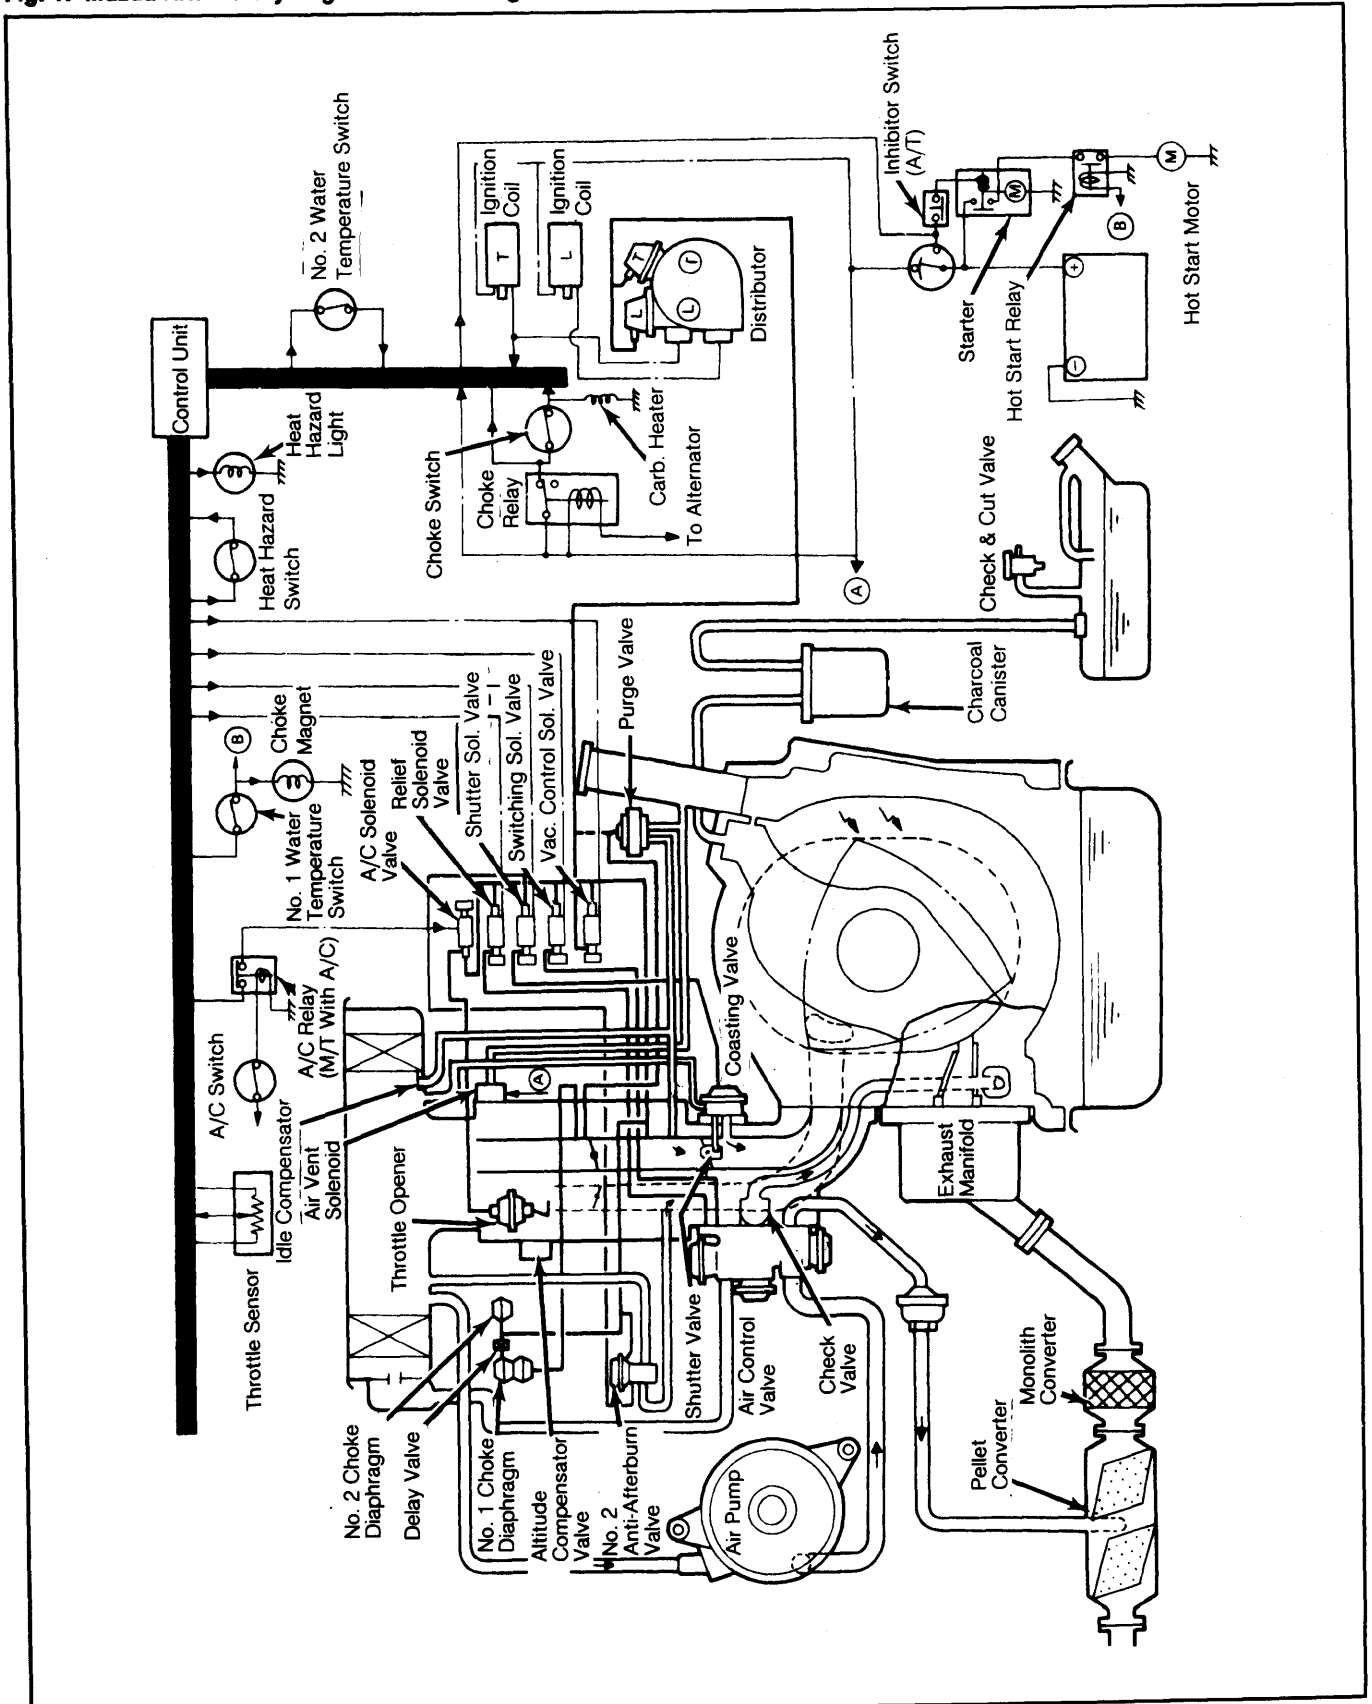 Throttle Sensor
A/C Switch
A/C Relay
(M/T With A/C)
No. 1 Water
Temperature
Switch
B
Choke
Magnet
Heat Hazard
Switch
Heat
Hazard
Light
Control Unit
No. 2 Water
Temperature Switch
Idle Compensator
Air Vent
Solenoid
A/C Solenoid
Valve
Relief
Solenoid
Valve
Shutter Sol. Valve
Switching Sol. Valve
Vac. Control Sol. Valve
Purge Valve
No. 2 Choke
Diaphragm
Delay Valve
No. 1 Choke
Diaphragm
Altitude
Compensator
Valve
No. 2
Anti-Afterburn
Valve
Throttle Opener
A
Choke Switch
Choke
Relay
Carb. Heater
To Alternator
T
Ignition
Coil
L
Ignition
Coil
L
T
L
T
Distributor
Shutter Valve
Air Control
Valve
Check
Valve
Coasting Valve
Air Pump
A
Inhibitor Switch
(A/T)
M
Starter
Hot Start Relay
B
M
Hot Start Motor
+
−
Exhaust
Manifold
Charcoal
Canister
Check & Cut Valve
Pellet
Converter
Monolith
Converter